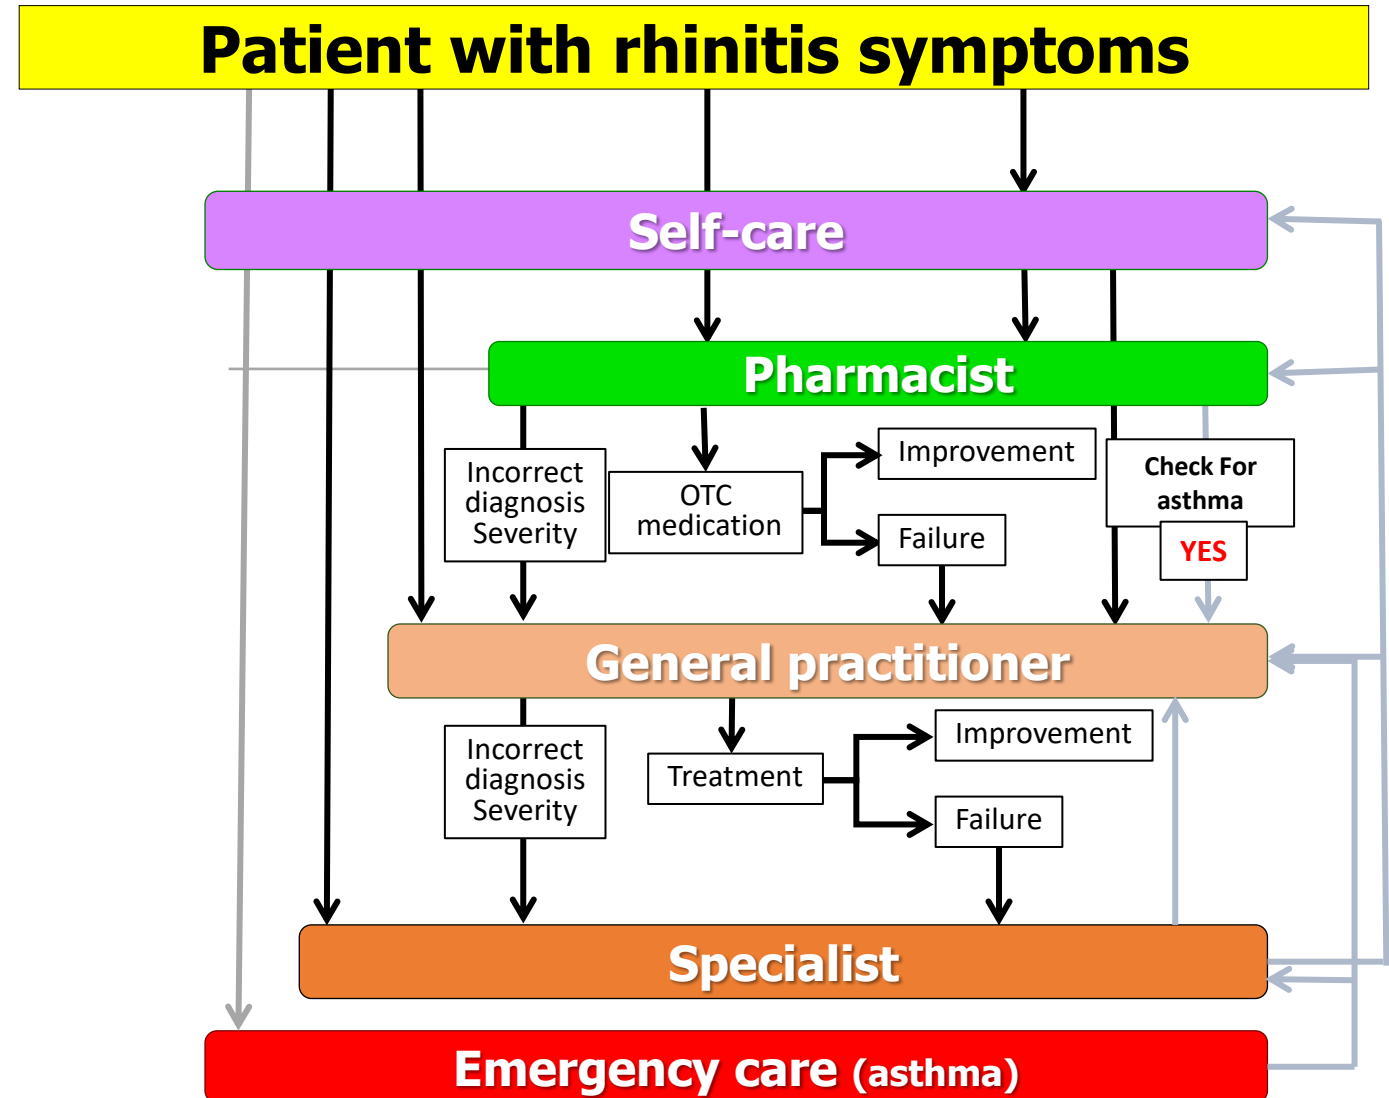 Patient with rhinitis symptoms
Self-care
Pharmacist
Incorrect
diagnosis
Severity
OTC
medication
Improvement
Failure
Check For
asthma
YES
General practitioner
Incorrect
diagnosis
Severity
Treatment
Improvement
Failure
Specialist
Emergency care (asthma)